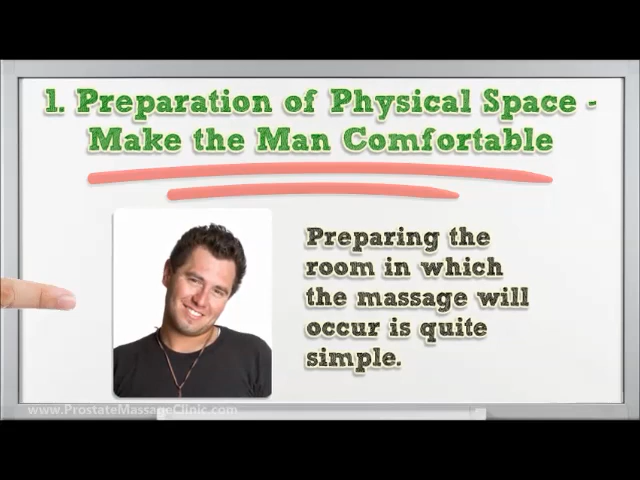 1. Preparation of Physical Space -
Make the Man Comfortable
Preparing the
room in which
the massage will
occur is quite
simple.
www.ProstateMassageClinic.com